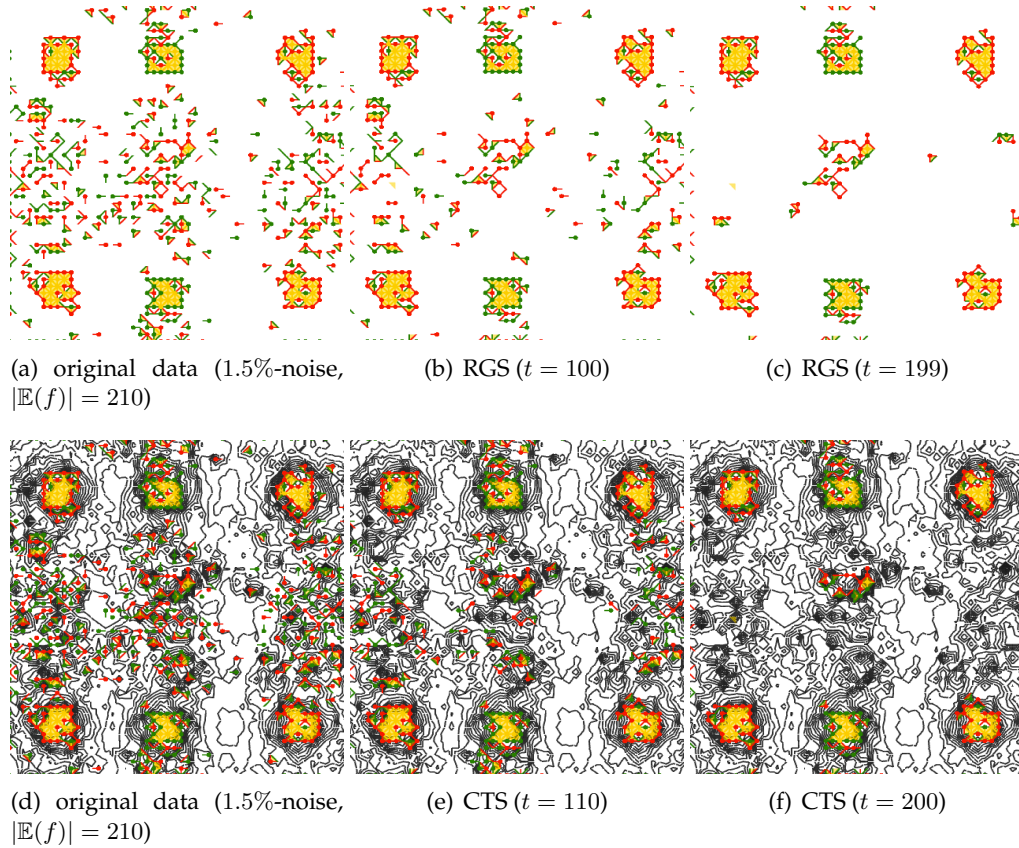 (a) original data (1.5%-noise,
|𝔼(f)| = 210)
(b) RGS (t = 100)
(c) RGS (t = 199)
(d) original data (1.5%-noise,
|𝔼(f)| = 210)
(e) CTS (t = 110)
(f) CTS (t = 200)